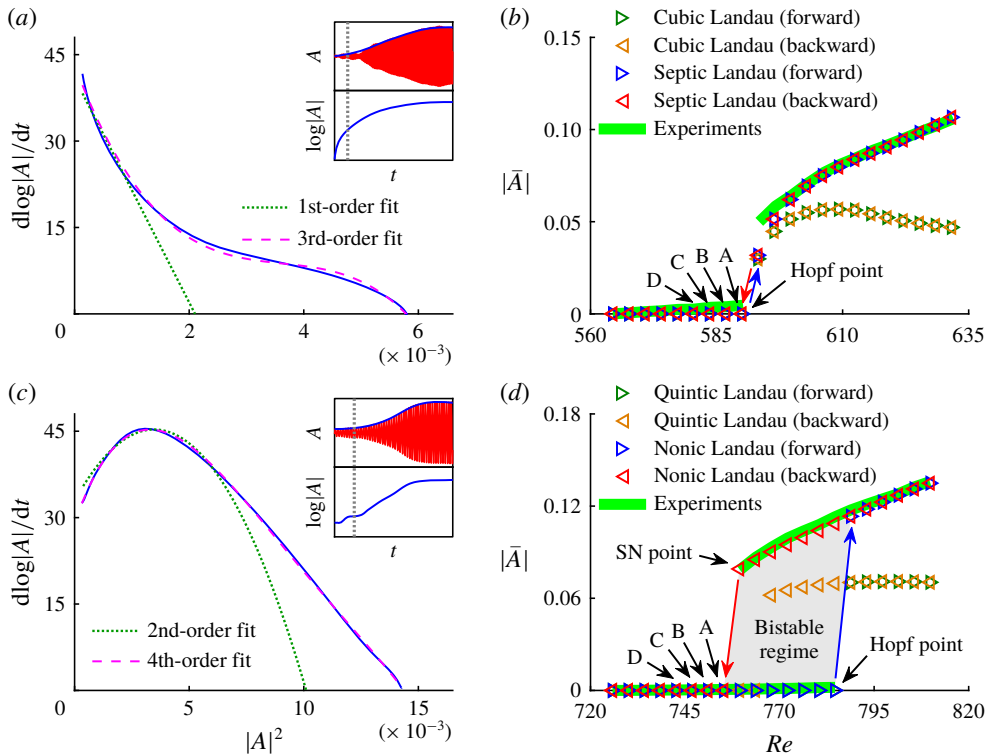 (a)
45
30
15
0
dlog|A|/dt
0
2
4
6
(× 10⁻³)
1st-order fit
3rd-order fit
A
log|A|
t
(b)
Cubic Landau (forward)
Cubic Landau (backward)
Septic Landau (forward)
Septic Landau (backward)
Experiments
0.10
0.05
0
|Ā|
D
C
B
A
Hopf point
560
585
610
635
(c)
45
30
15
0
dlog|A|/dt
0
5
10
15
(× 10⁻³)
|A|²
2nd-order fit
4th-order fit
A
log|A|
t
(d)
Quintic Landau (forward)
Quintic Landau (backward)
Nonic Landau (forward)
Nonic Landau (backward)
Experiments
0.18
0.12
0.06
0
|Ā|
SN point
D
C
B
A
Bistable
regime
Hopf point
720
745
770
795
820
Re